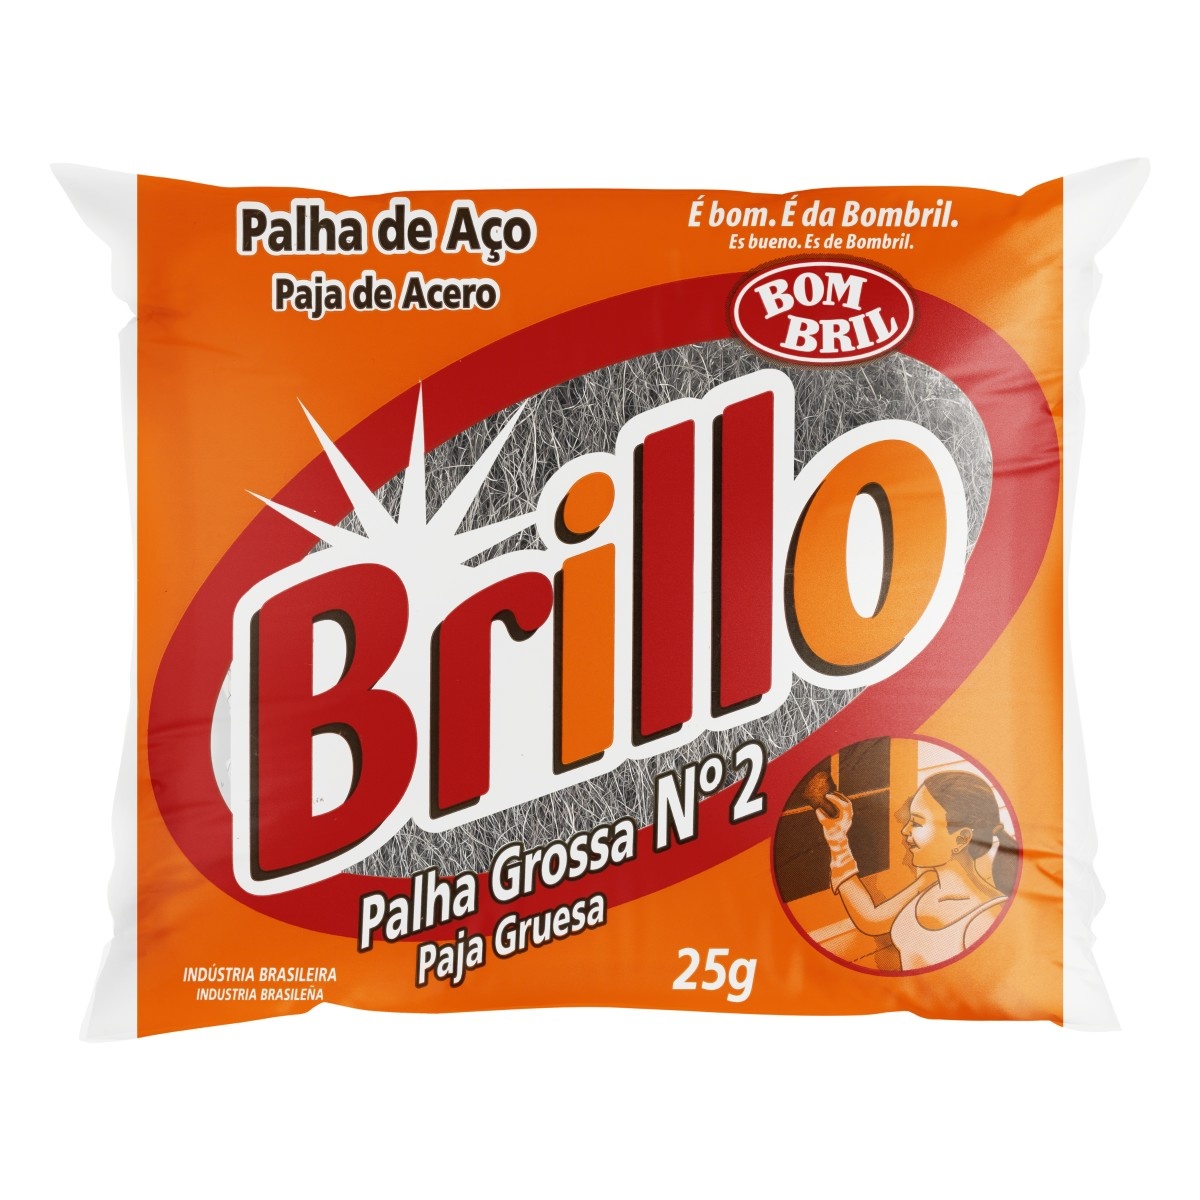 Palha de Aço
Paja de Acero
É bom. É da Bombril.
Es bueno. Es de Bombril.
BOM
BRIL
Brillo
Palha Grossa Nº 2
Paja Gruesa
25g
INDÚSTRIA BRASILEIRA
INDUSTRIA BRASILEÑA